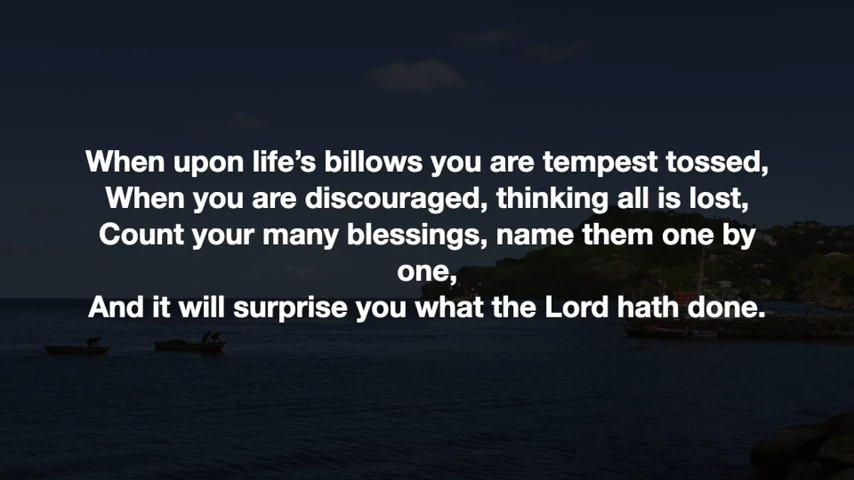 When upon life’s billows you are tempest tossed,
When you are discouraged, thinking all is lost,
Count your many blessings, name them one by
one,
And it will surprise you what the Lord hath done.